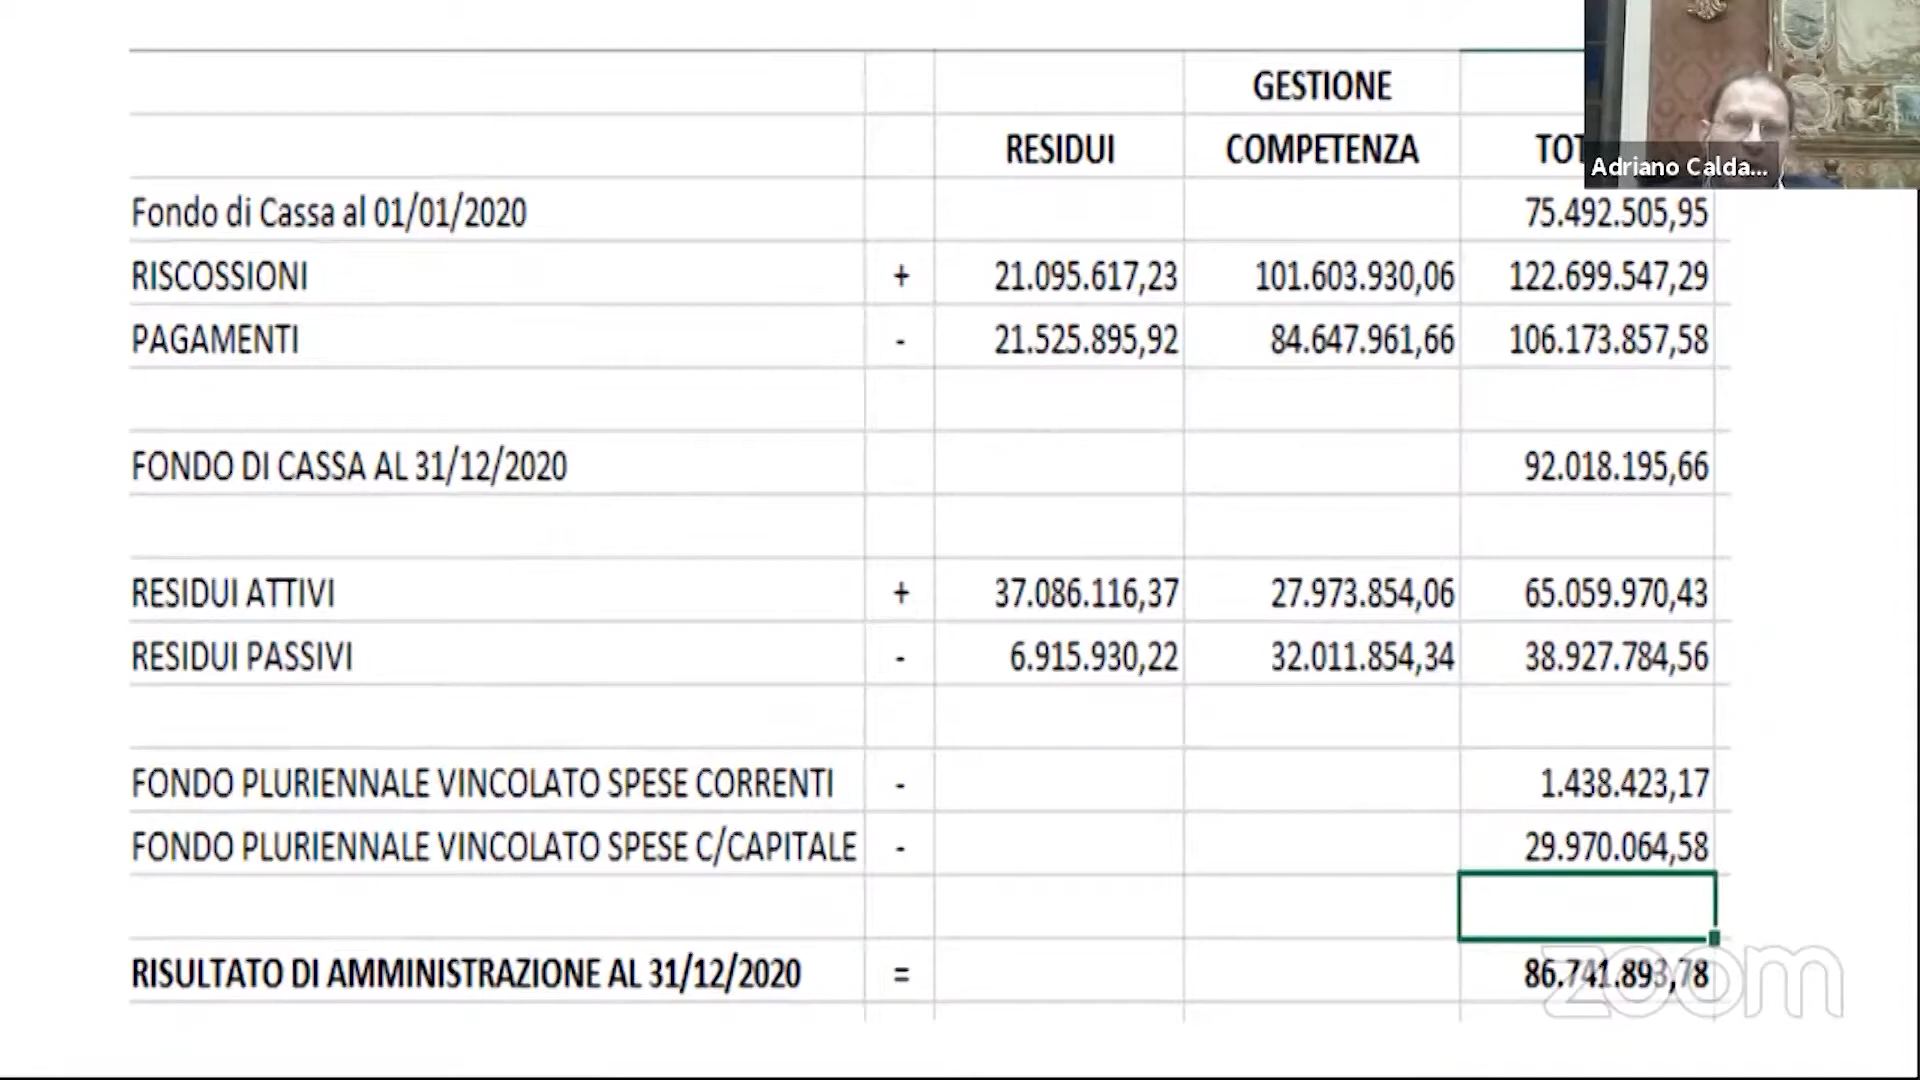 GESTIONE
RESIDUI COMPETENZA TOT
Adriano Calda...
Fondo di Cassa al 01/01/2020 75.492.505,95
RISCOSSIONI + 21.095.617,23 101.603.930,06 122.699.547,29
PAGAMENTI - 21.525.895,92 84.647.961,66 106.173.857,58
FONDO DI CASSA AL 31/12/2020 92.018.195,66
RESIDUI ATTIVI + 37.086.116,37 27.973.854,06 65.059.970,43
RESIDUI PASSIVI - 6.915.930,22 32.011.854,34 38.927.784,56
FONDO PLURIENNALE VINCOLATO SPESE CORRENTI - 1.438.423,17
FONDO PLURIENNALE VINCOLATO SPESE C/CAPITALE - 29.970.064,58
RISULTATO DI AMMINISTRAZIONE AL 31/12/2020 = 86.741.893,78
zoom